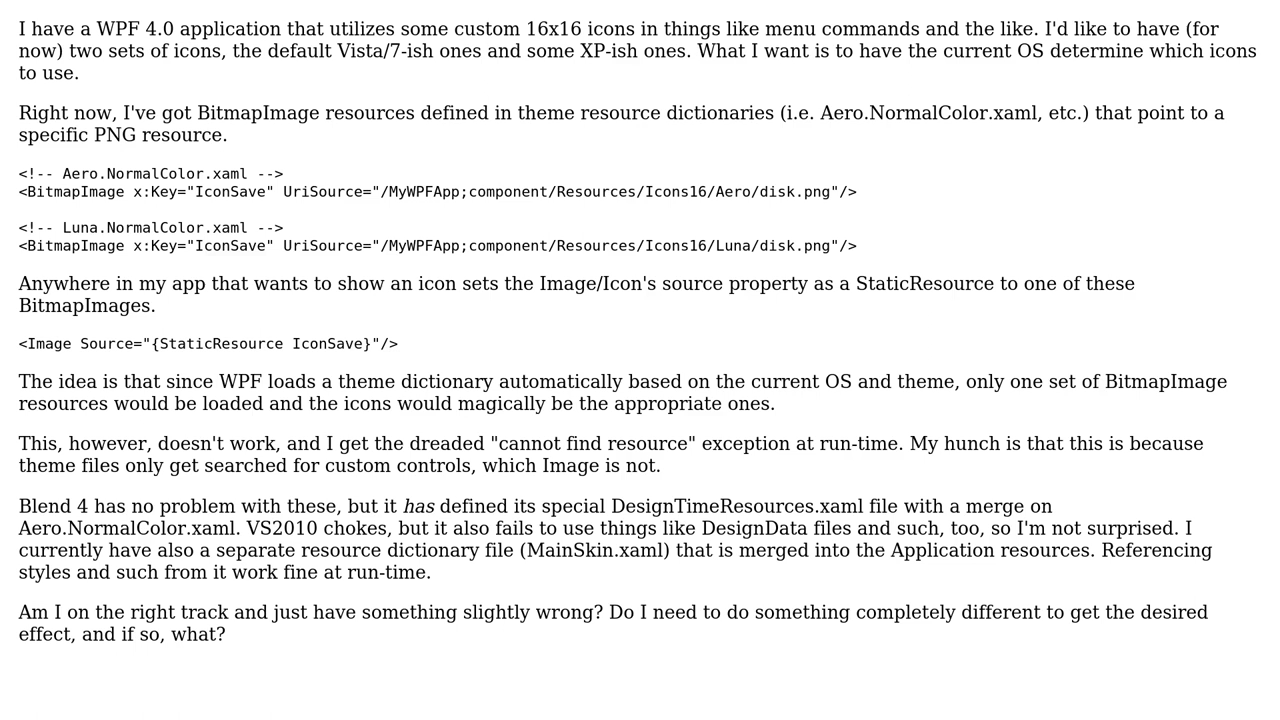 I have a WPF 4.0 application that utilizes some custom 16x16 icons in things like menu commands and the like. I'd like to have (for
now) two sets of icons, the default Vista/7-ish ones and some XP-ish ones. What I want is to have the current OS determine which icons
to use.
Right now, I've got BitmapImage resources defined in theme resource dictionaries (i.e. Aero.NormalColor.xaml, etc.) that point to a
specific PNG resource.
<!-- Aero.NormalColor.xaml -->
<BitmapImage x:Key="IconSave" UriSource="/MyWPFApp;component/Resources/Icons16/Aero/disk.png"/>
<!-- Luna.NormalColor.xaml -->
<BitmapImage x:Key="IconSave" UriSource="/MyWPFApp;component/Resources/Icons16/Luna/disk.png"/>
Anywhere in my app that wants to show an icon sets the Image/Icon's source property as a StaticResource to one of these
BitmapImages.
<Image Source="{StaticResource IconSave}"/>
The idea is that since WPF loads a theme dictionary automatically based on the current OS and theme, only one set of BitmapImage
resources would be loaded and the icons would magically be the appropriate ones.
This, however, doesn't work, and I get the dreaded "cannot find resource" exception at run-time. My hunch is that this is because
theme files only get searched for custom controls, which Image is not.
Blend 4 has no problem with these, but it has defined its special DesignTimeResources.xaml file with a merge on
Aero.NormalColor.xaml. VS2010 chokes, but it also fails to use things like DesignData files and such, too, so I'm not surprised. I
currently have also a separate resource dictionary file (MainSkin.xaml) that is merged into the Application resources. Referencing
styles and such from it work fine at run-time.
Am I on the right track and just have something slightly wrong? Do I need to do something completely different to get the desired
effect, and if so, what?